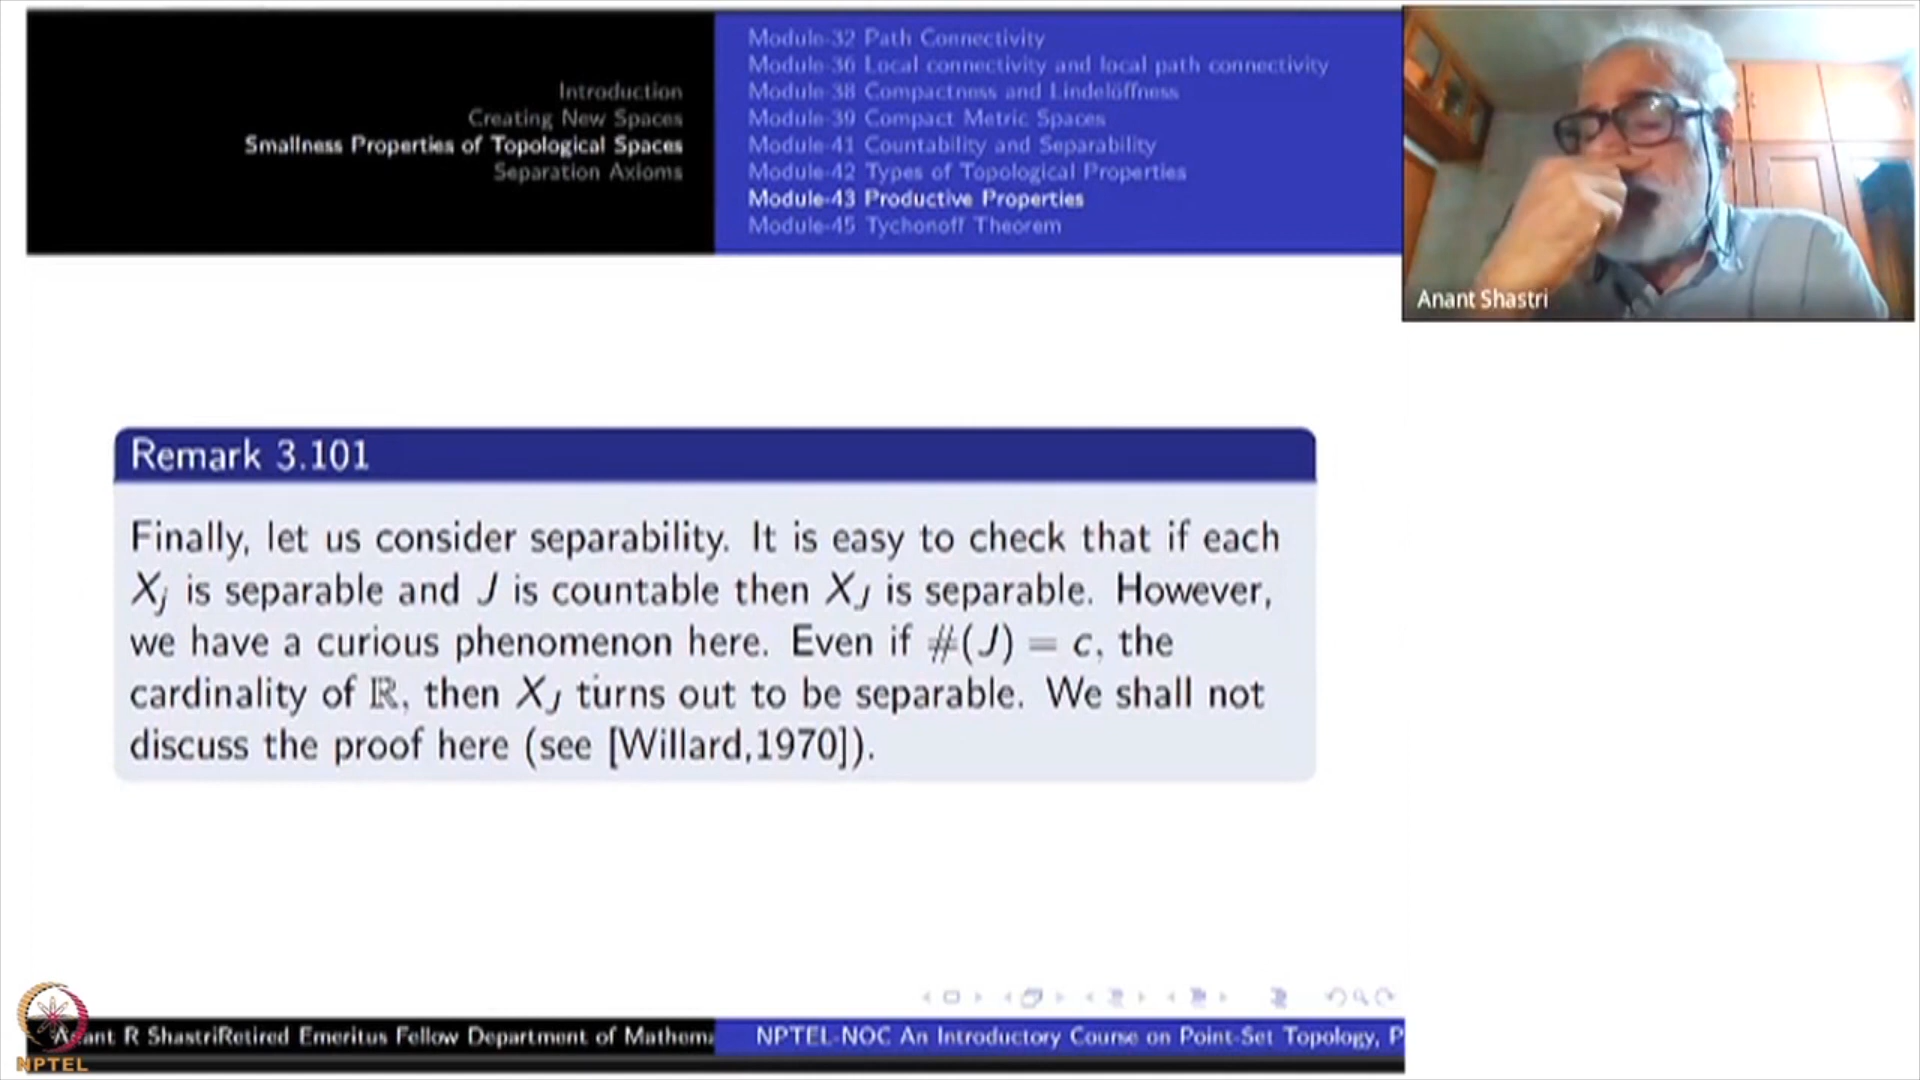 Introduction
Creating New Spaces
Smallness Properties of Topological Spaces
Separation Axioms
Module-32 Path Connectivity
Module-36 Local connectivity and local path connectivity
Module-38 Compactness and Lindelöffness
Module-39 Compact Metric Spaces
Module-41 Countability and Separability
Module-42 Types of Topological Properties
Module-43 Productive Properties
Module-45 Tychonoff Theorem
Anant Shastri
Remark 3.101
Finally, let us consider separability. It is easy to check that if each
X_j is separable and J is countable then X_J is separable. However,
we have a curious phenomenon here. Even if #(J) = c, the
cardinality of ℝ, then X_J turns out to be separable. We shall not
discuss the proof here (see [Willard,1970]).
Anant R ShastriRetired Emeritus Fellow Department of Mathema
NPTEL-NOC An Introductory Course on Point-Set Topology, P
NPTEL